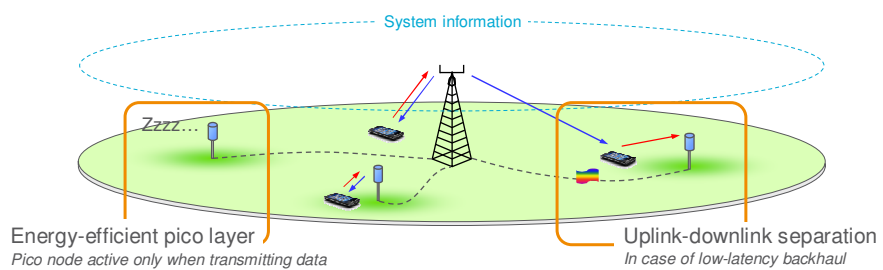 System information
Zzzz...
Energy-efficient pico layer
Pico node active only when transmitting data
Uplink-downlink separation
In case of low-latency backhaul